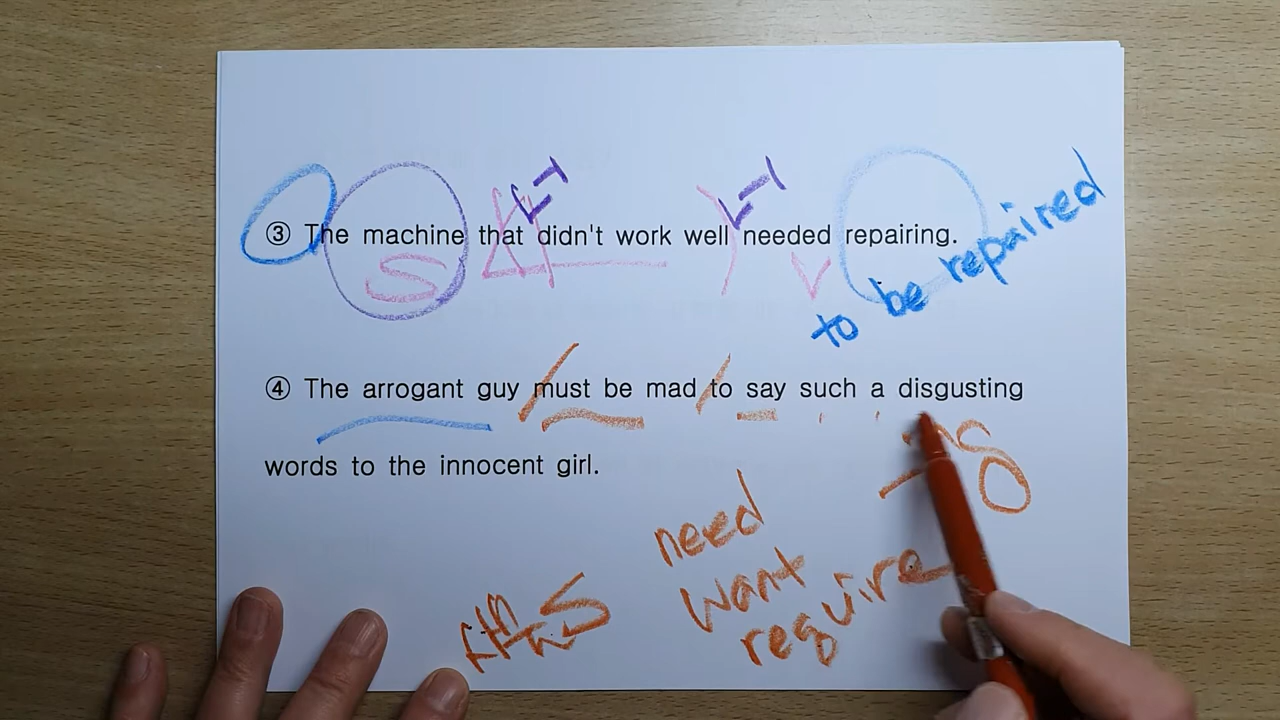 ③ The machine that didn't work well needed repairing.
S
V
to be repaired
④ The arrogant guy must be mad to say such a disgusting
words to the innocent girl.
need
want
require